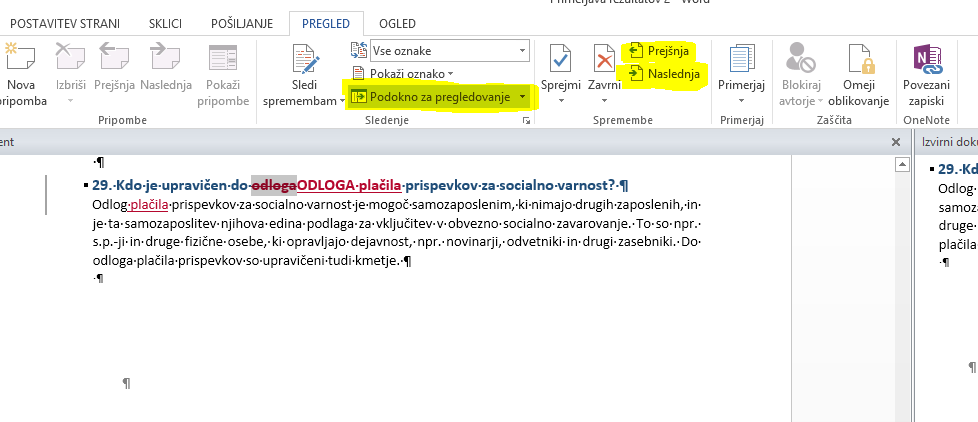 Primerjava rezultatov 2 - Word
POSTAVITEV STRANI SKLICI POŠILJANJE PREGLED OGLED
Nova pripomba
Izbriši
Prejšnja
Naslednja
Pokaži pripombe
Pripombe
Sledi spremembam
Vse oznake
Pokaži oznako
Podokno za pregledovanje
Sledenje
Sprejmi
Zavrni
Prejšnja
Naslednja
Spremembe
Primerjaj
Primerjaj
Blokiraj avtorje
Omeji oblikovanje
Zaščita
Povezani zapiski
OneNote
ent
Izvirni doku
¶
29. Kdo je upravičen do odlogaODLOGA plačila prispevkov za socialno varnost? ¶
Odlog plačila prispevkov za socialno varnost je mogoč samozaposlenim, ki nimajo drugih zaposlenih, in
je ta samozaposlitev njihova edina podlaga za vključitev v obvezno socialno zavarovanje. To so npr.
s.p.-ji in druge fizične osebe, ki opravljajo dejavnost, npr. novinarji, odvetniki in drugi zasebniki. Do
odloga plačila prispevkov so upravičeni tudi kmetje. ¶
¶
¶
29. Kd
Odlog
samoza
druge
plačila
¶
¶